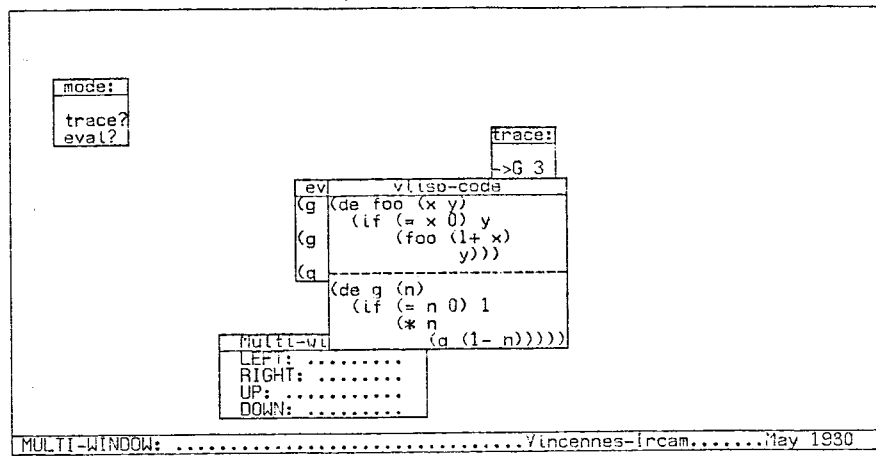 mode:
trace?
eval?
trace:
->G 3
ev
(g
(g
(g
vlisp-code
(de foo (x y)
(if (= x 0) y
(foo (1+ x)
y)))
(de g (n)
(if (= n 0) 1
(* n
(g (1- n)))))
Multi-wi
LEFT: .........
RIGHT: ........
UP: ...........
DOWN: .........
MULTI-WINDOW: .................................Vincennes-Ircam.......May 1980